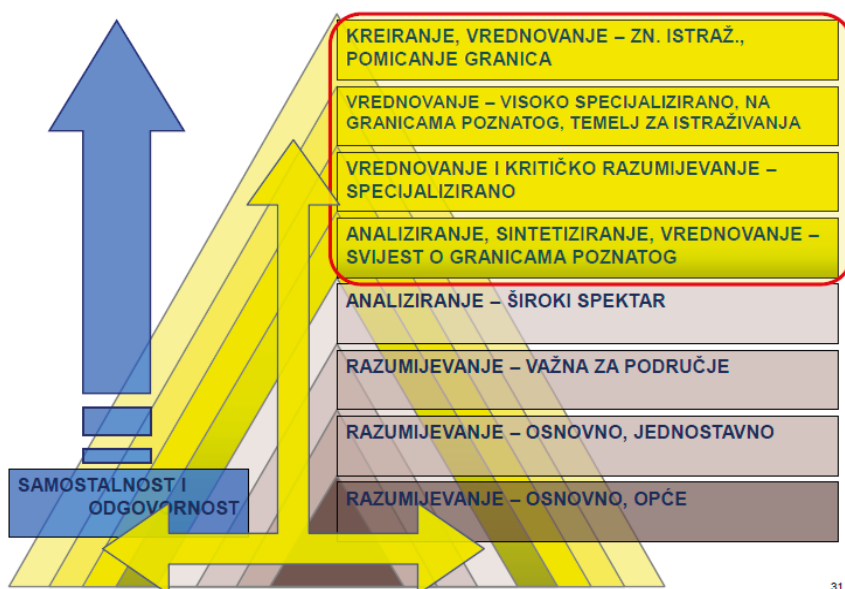 KREIRANJE, VREDNOVANJE – ZN. ISTRAŽ.,
POMICANJE GRANICA
VREDNOVANJE – VISOKO SPECIJALIZIRANO, NA
GRANICAMA POZNATOG, TEMELJ ZA ISTRAŽIVANJA
VREDNOVANJE I KRITIČKO RAZUMIJEVANJE –
SPECIJALIZIRANO
ANALIZIRANJE, SINTETIZIRANJE, VREDNOVANJE –
SVIJEST O GRANICAMA POZNATOG
ANALIZIRANJE – ŠIROKI SPEKTAR
RAZUMIJEVANJE – VAŽNA ZA PODRUČJE
RAZUMIJEVANJE – OSNOVNO, JEDNOSTAVNO
SAMOSTALNOST I
ODGOVORNOST
RAZUMIJEVANJE – OSNOVNO, OPĆE
31